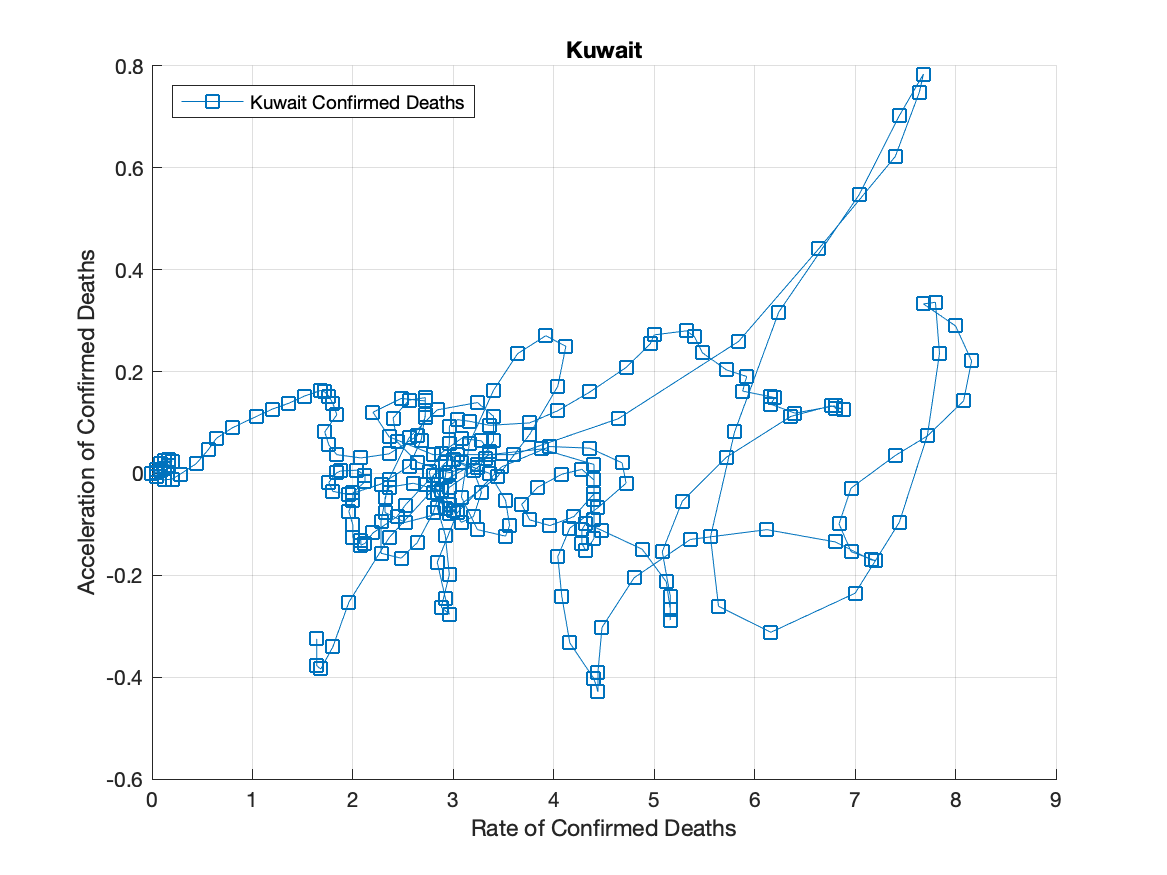 Kuwait
Kuwait Confirmed Deaths
Acceleration of Confirmed Deaths
0.8
0.6
0.4
0.2
0
-0.2
-0.4
-0.6
0 1 2 3 4 5 6 7 8 9
Rate of Confirmed Deaths